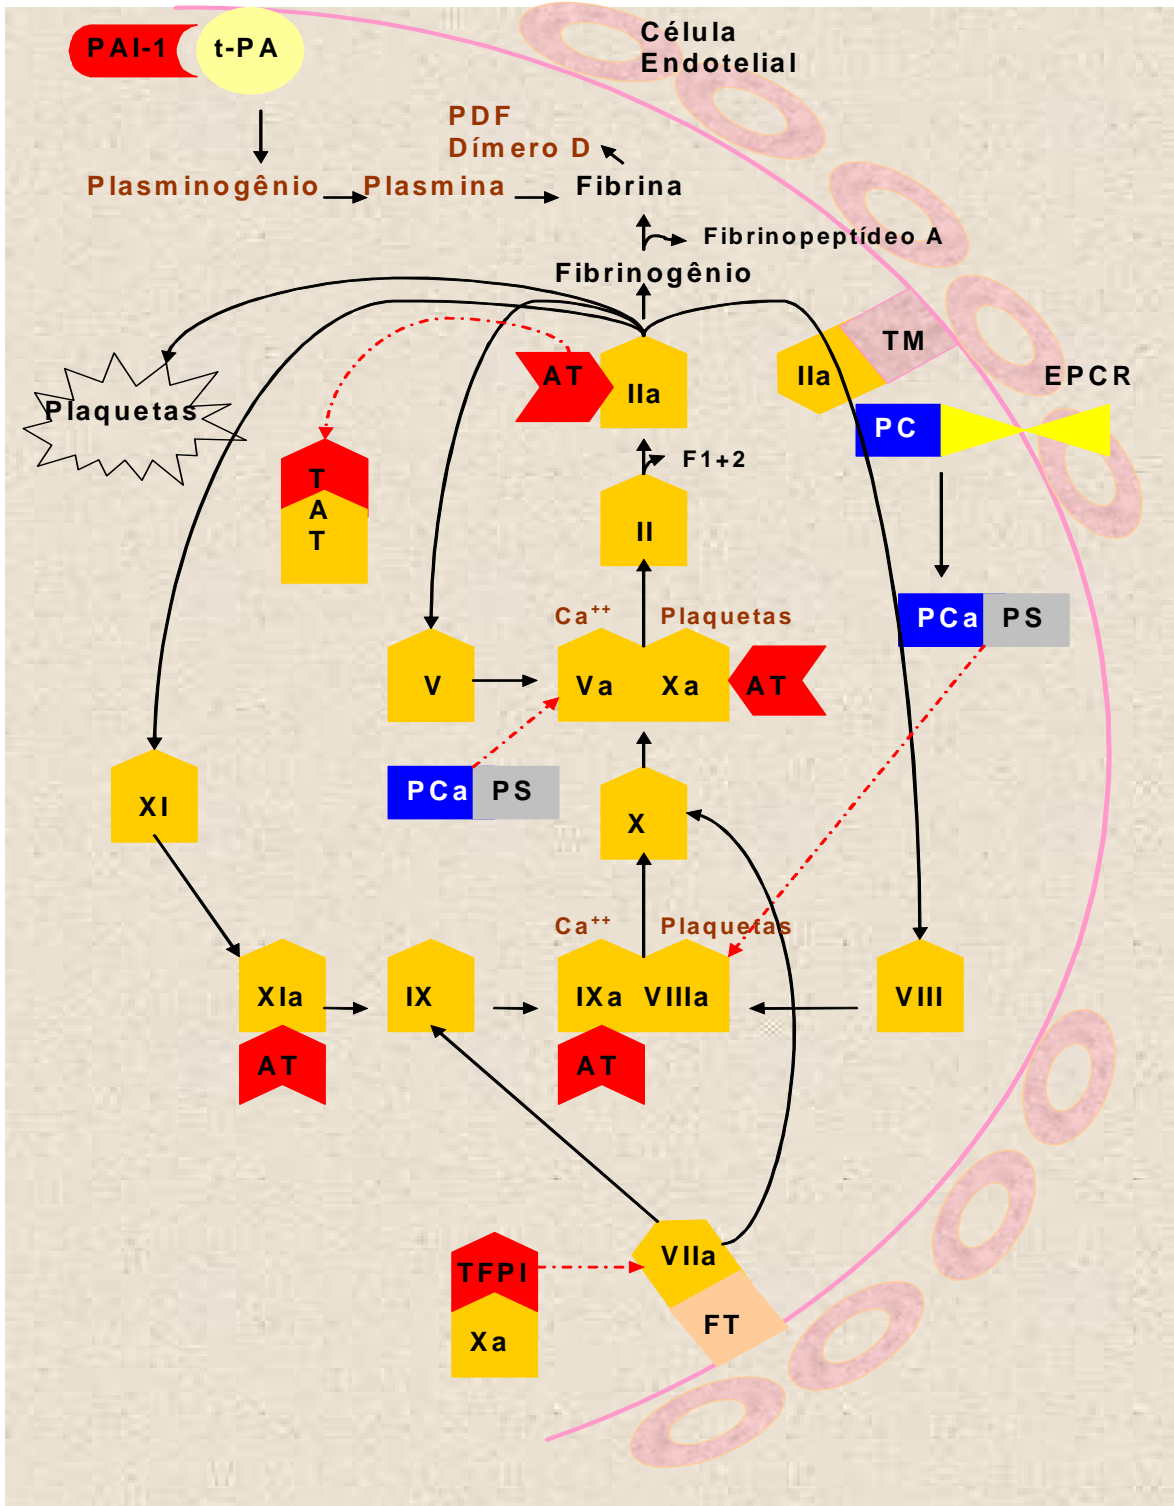 PAI-1
t-PA
Célula
Endotelial
PDF
Dímero D
Plasminogênio
Plasmina
Fibrina
Fibrinopeptídeo A
Fibrinogênio
TM
AT
IIa
IIa
EPCR
Plaquetas
PC
F1+2
T
A
T
II
Ca++
Plaquetas
PCa
PS
V
Va
Xa
AT
PCa
PS
XI
X
Ca++
Plaquetas
XIa
IX
IXa
VIIIa
VIII
AT
AT
VIIa
TFPI
FT
Xa